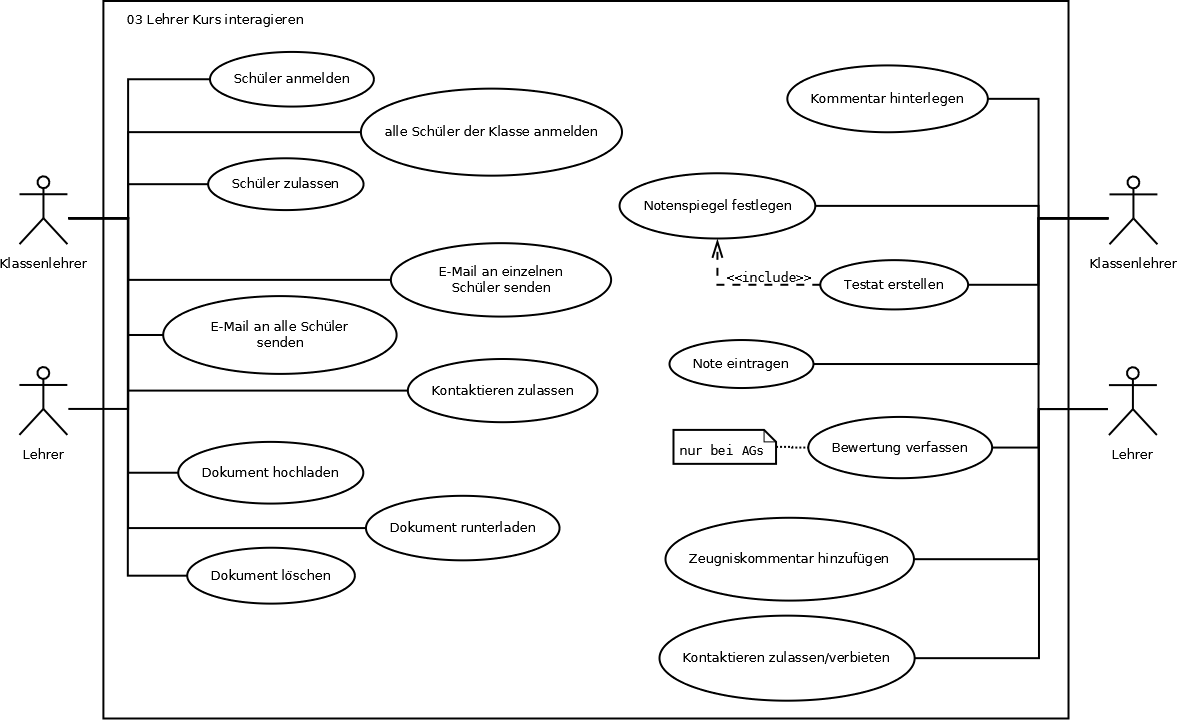 03 Lehrer Kurs interagieren
Schüler anmelden
Kommentar hinterlegen
alle Schüler der Klasse anmelden
Schüler zulassen
Notenspiegel festlegen
Klassenlehrer
Klassenlehrer
E-Mail an einzelnen
Schüler senden
<<include>>
Testat erstellen
E-Mail an alle Schüler
senden
Note eintragen
Kontaktieren zulassen
Lehrer
nur bei AGs
Bewertung verfassen
Lehrer
Dokument hochladen
Dokument runterladen
Zeugniskommentar hinzufügen
Dokument löschen
Kontaktieren zulassen/verbieten